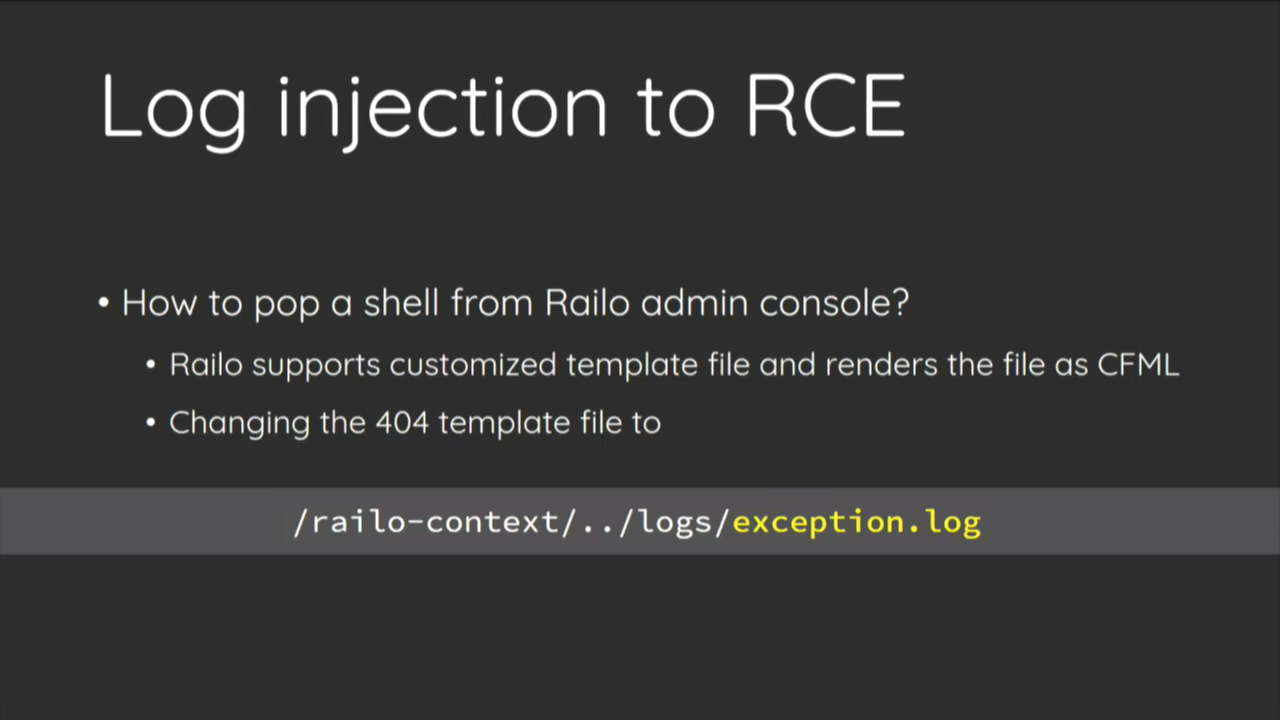 Log injection to RCE
• How to pop a shell from Railo admin console?
• Railo supports customized template file and renders the file as CFML
• Changing the 404 template file to
/railo-context/../logs/exception.log